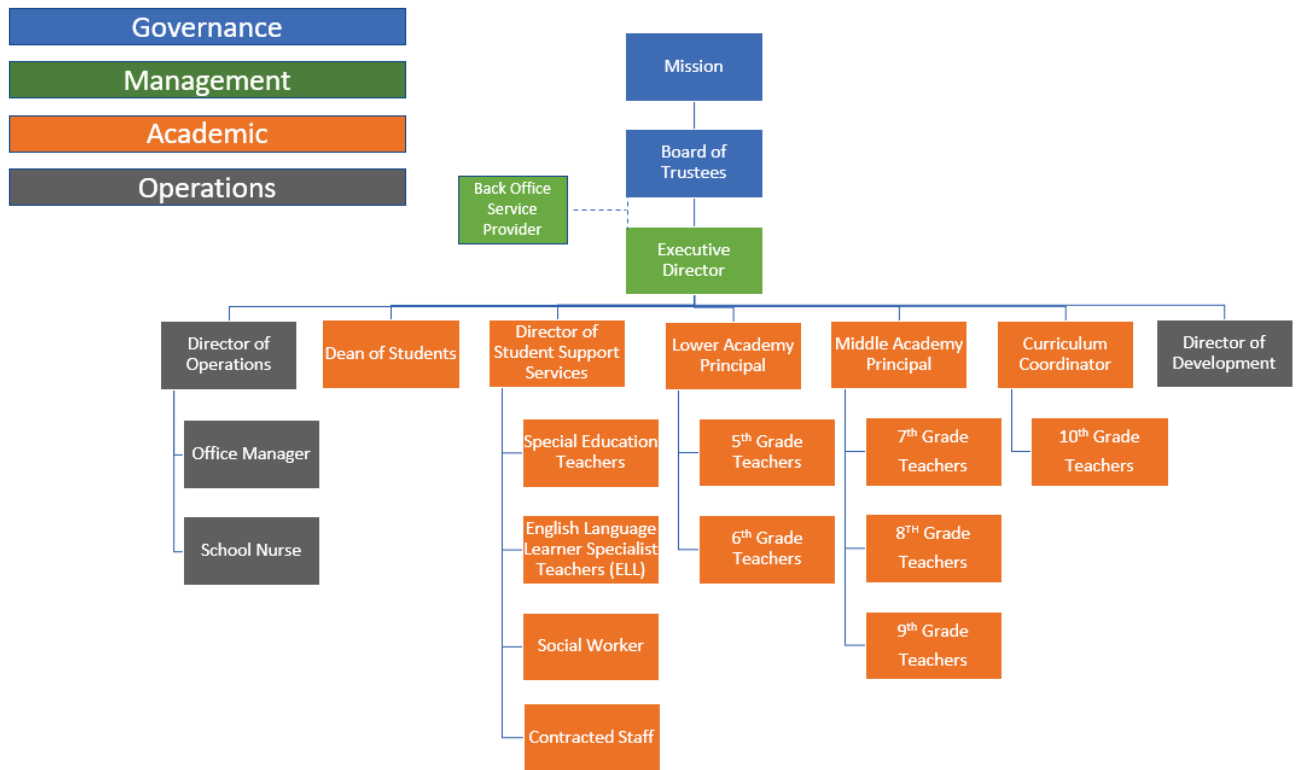 Governance
Management
Academic
Operations
Mission
Board of
Trustees
Back Office
Service
Provider
Executive
Director
Director of
Operations
Dean of Students
Director of
Student Support
Services
Lower Academy
Principal
Middle Academy
Principal
Curriculum
Coordinator
Director of
Development
Office Manager
School Nurse
Special Education
Teachers
English Language
Learner Specialist
Teachers (ELL)
Social Worker
Contracted Staff
5th Grade
Teachers
6th Grade
Teachers
7th Grade
Teachers
8TH Grade
Teachers
9th Grade
Teachers
10th Grade
Teachers